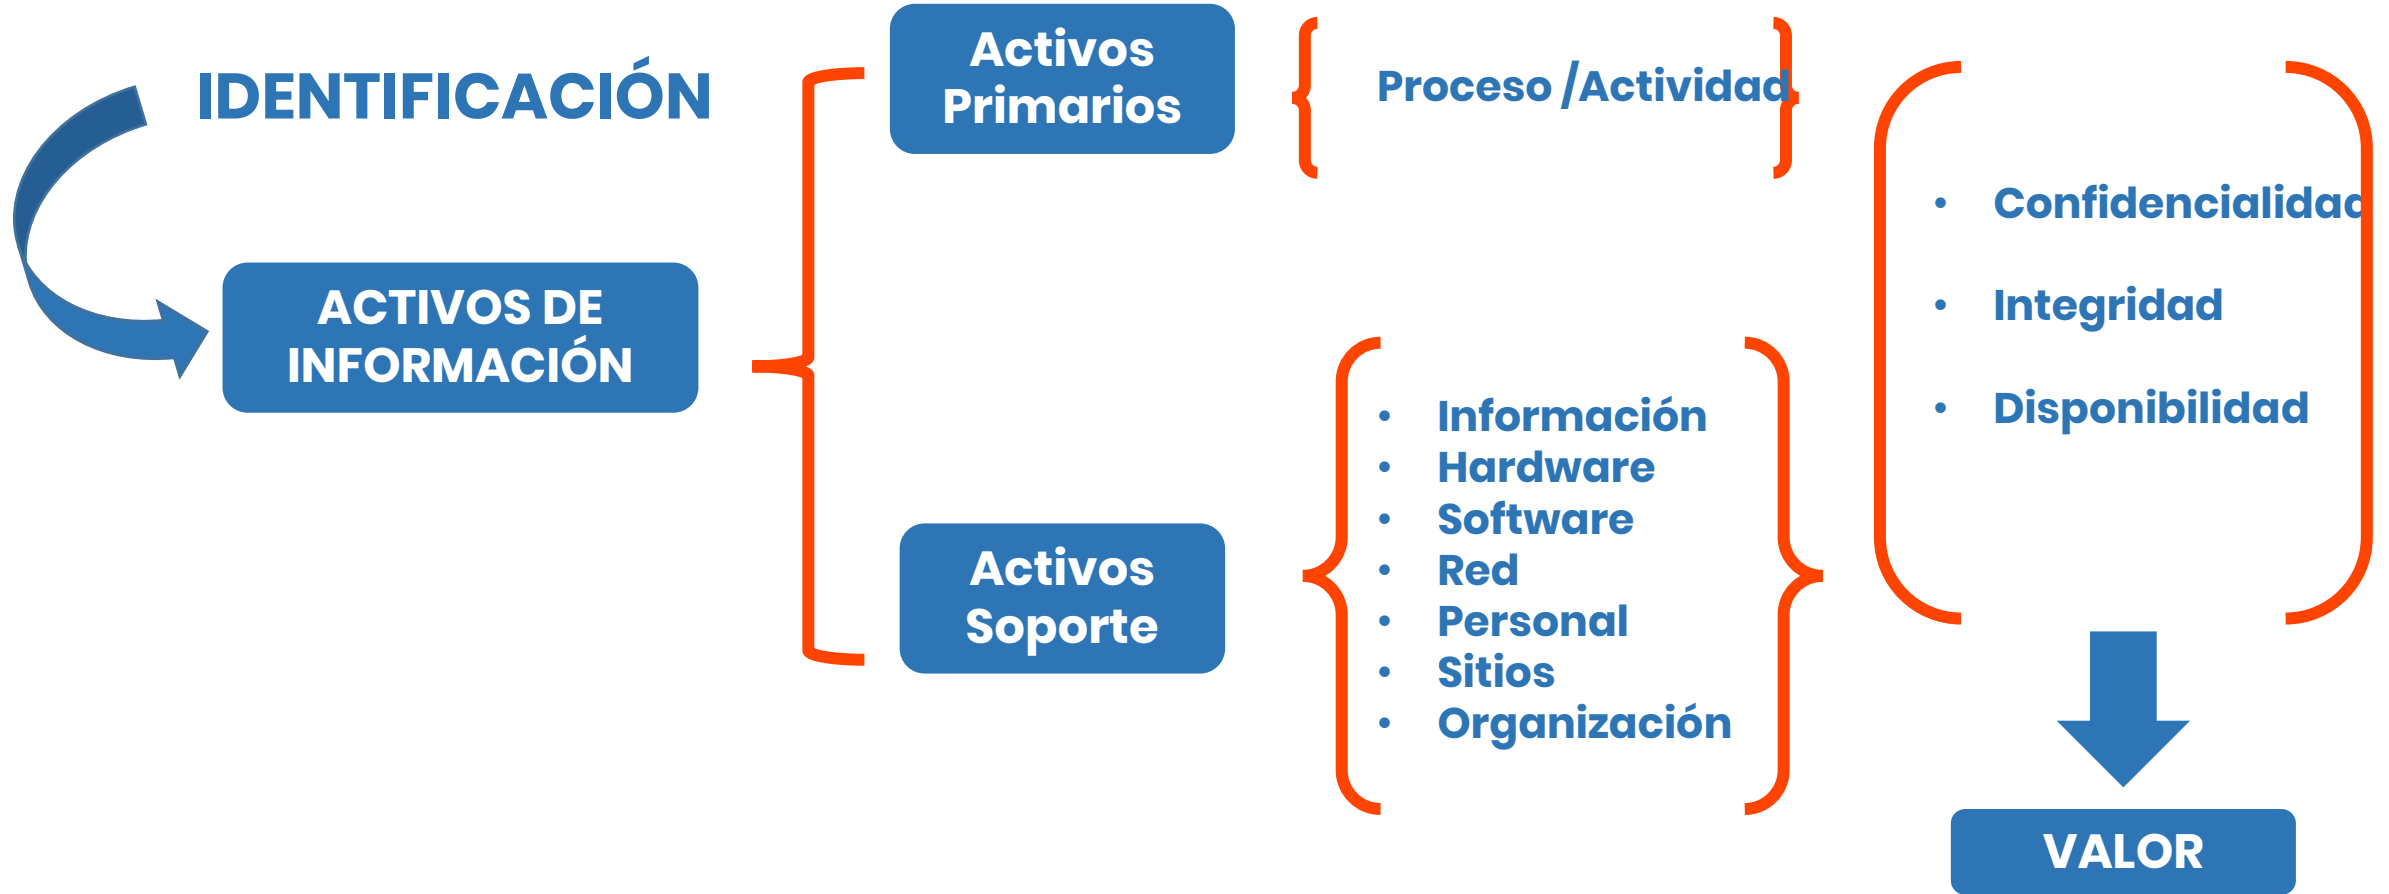 IDENTIFICACIÓN
ACTIVOS DE
INFORMACIÓN
Activos
Primarios
Proceso /Actividad
Activos
Soporte
• Información
• Hardware
• Software
• Red
• Personal
• Sitios
• Organización
• Confidencialidad
• Integridad
• Disponibilidad
VALOR